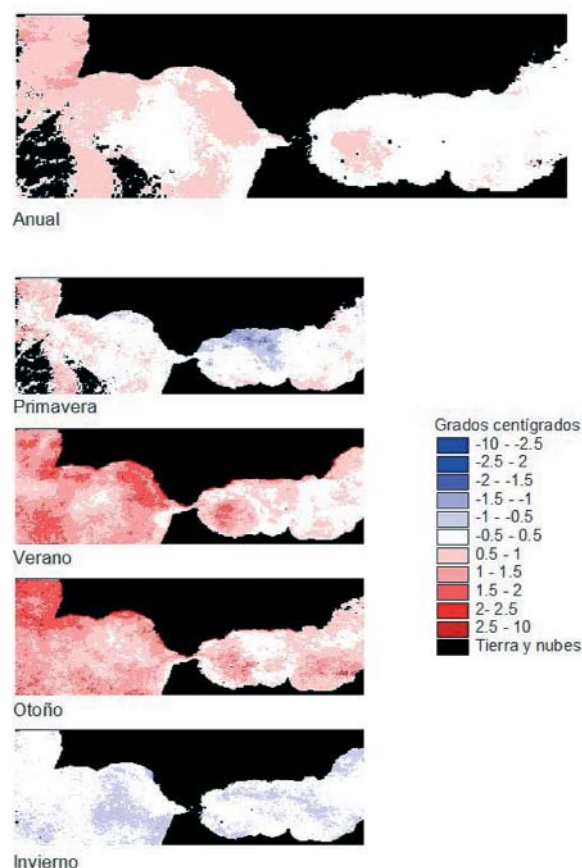 Anual
Primavera
Verano
Otoño
Invierno
Grados centígrados
-10 - -2.5
-2.5 - 2
-2 - -1.5
-1.5 - -1
-1 - -0.5
-0.5 - 0.5
0.5 - 1
1 - 1.5
1.5 - 2
2- 2.5
2.5 - 10
Tierra y nubes